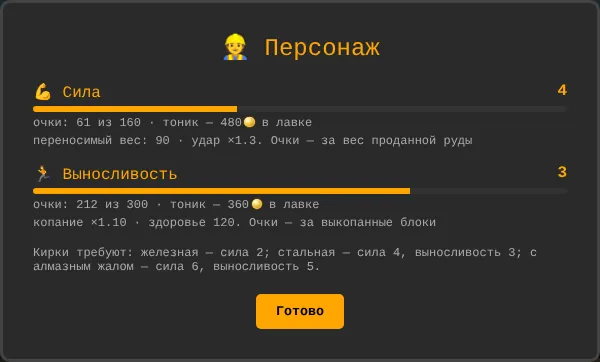 Персонаж
Сила 4
очки: 61 из 160 · тоник — 480 в лавке
переносимый вес: 90 · удар ×1.3. Очки — за вес проданной руды
Выносливость 3
очки: 212 из 300 · тоник — 360 в лавке
копание ×1.10 · здоровье 120. Очки — за выкопанные блоки
Кирки требуют: железная — сила 2; стальная — сила 4, выносливость 3; с
алмазным жалом — сила 6, выносливость 5.
Готово